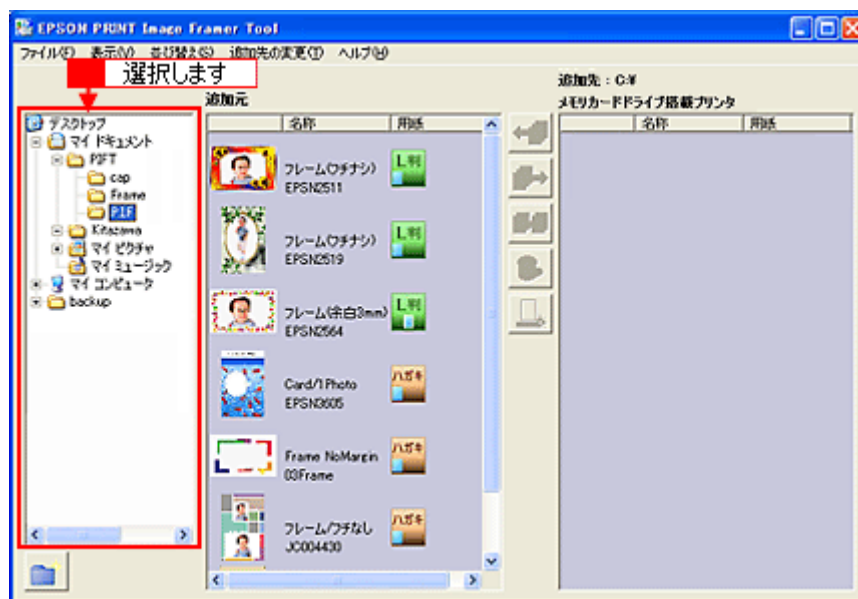 EPSON PRINT Image Framer Tool
ファイル(F) 表示(V) 並び替え(S) 追加先の変更(T) ヘルプ(H)
選択します
追加元
追加先 : C:¥
メモリカードドライブ搭載プリンタ
名称 用紙
名称 用紙
デスクトップ
マイ ドキュメント
PIFT
cap
Frame
PIF
Kitazawa
マイ ピクチャ
マイ ミュージック
マイ コンピュータ
backup
フレーム(フチナシ)
EPSN2511
L判
フレーム(フチナシ)
EPSN2519
L判
フレーム(余白3mm)
EPSN2564
L判
Card/1Photo
EPSN3605
ハガキ
Frame NoMargin
03Frame
ハガキ
フレーム/フチなし
JC004430
ハガキ